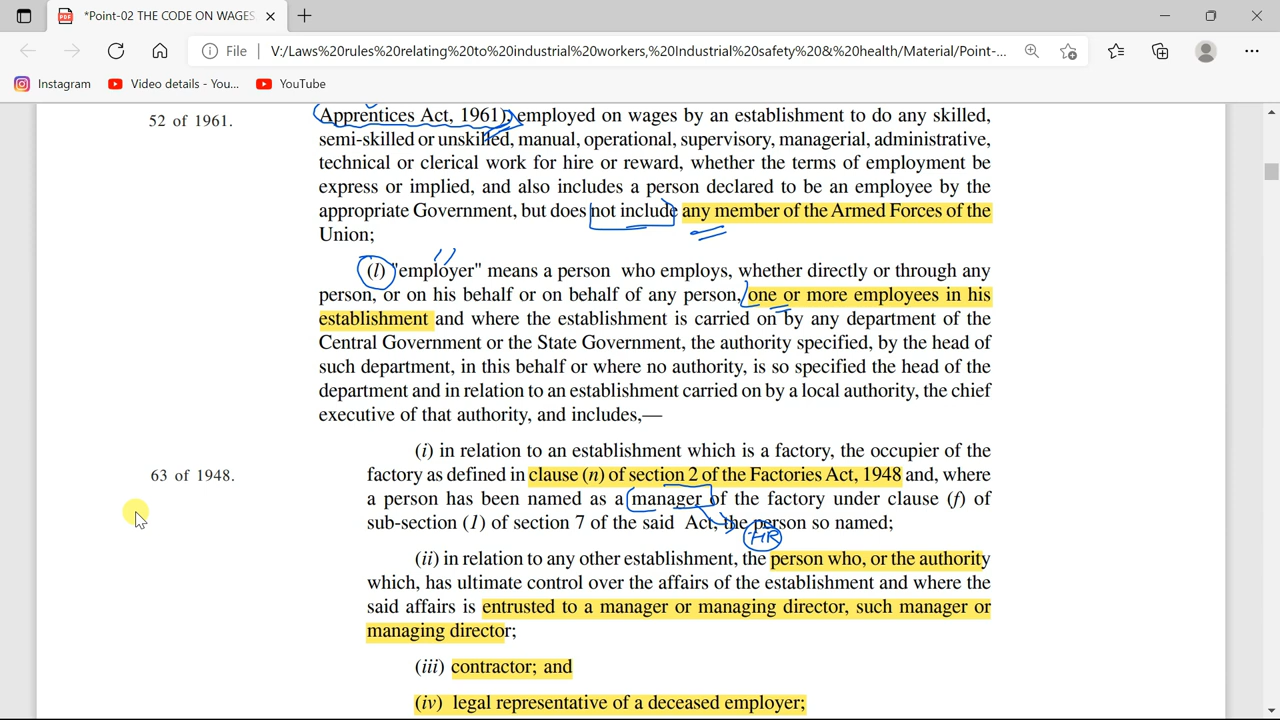 *Point-02 THE CODE ON WAGES
File
V:/Laws%20rules%20relating%20to%20industrial%20workers,%20Industrial%20safety%20&%20health/Material/Point-...
Instagram
Video details - You...
YouTube
52 of 1961.
Apprentices Act, 1961), employed on wages by an establishment to do any skilled,
semi-skilled or unskilled, manual, operational, supervisory, managerial, administrative,
technical or clerical work for hire or reward, whether the terms of employment be
express or implied, and also includes a person declared to be an employee by the
appropriate Government, but does not include any member of the Armed Forces of the
Union;
(l) "employer" means a person who employs, whether directly or through any
person, or on his behalf or on behalf of any person, one or more employees in his
establishment and where the establishment is carried on by any department of the
Central Government or the State Government, the authority specified, by the head of
such department, in this behalf or where no authority, is so specified the head of the
department and in relation to an establishment carried on by a local authority, the chief
executive of that authority, and includes,—
(i) in relation to an establishment which is a factory, the occupier of the
63 of 1948.
factory as defined in clause (n) of section 2 of the Factories Act, 1948 and, where
a person has been named as a manager of the factory under clause (f) of
sub-section (1) of section 7 of the said Act, the person so named;
HR
(ii) in relation to any other establishment, the person who, or the authority
which, has ultimate control over the affairs of the establishment and where the
said affairs is entrusted to a manager or managing director, such manager or
managing director;
(iii) contractor; and
(iv) legal representative of a deceased employer;